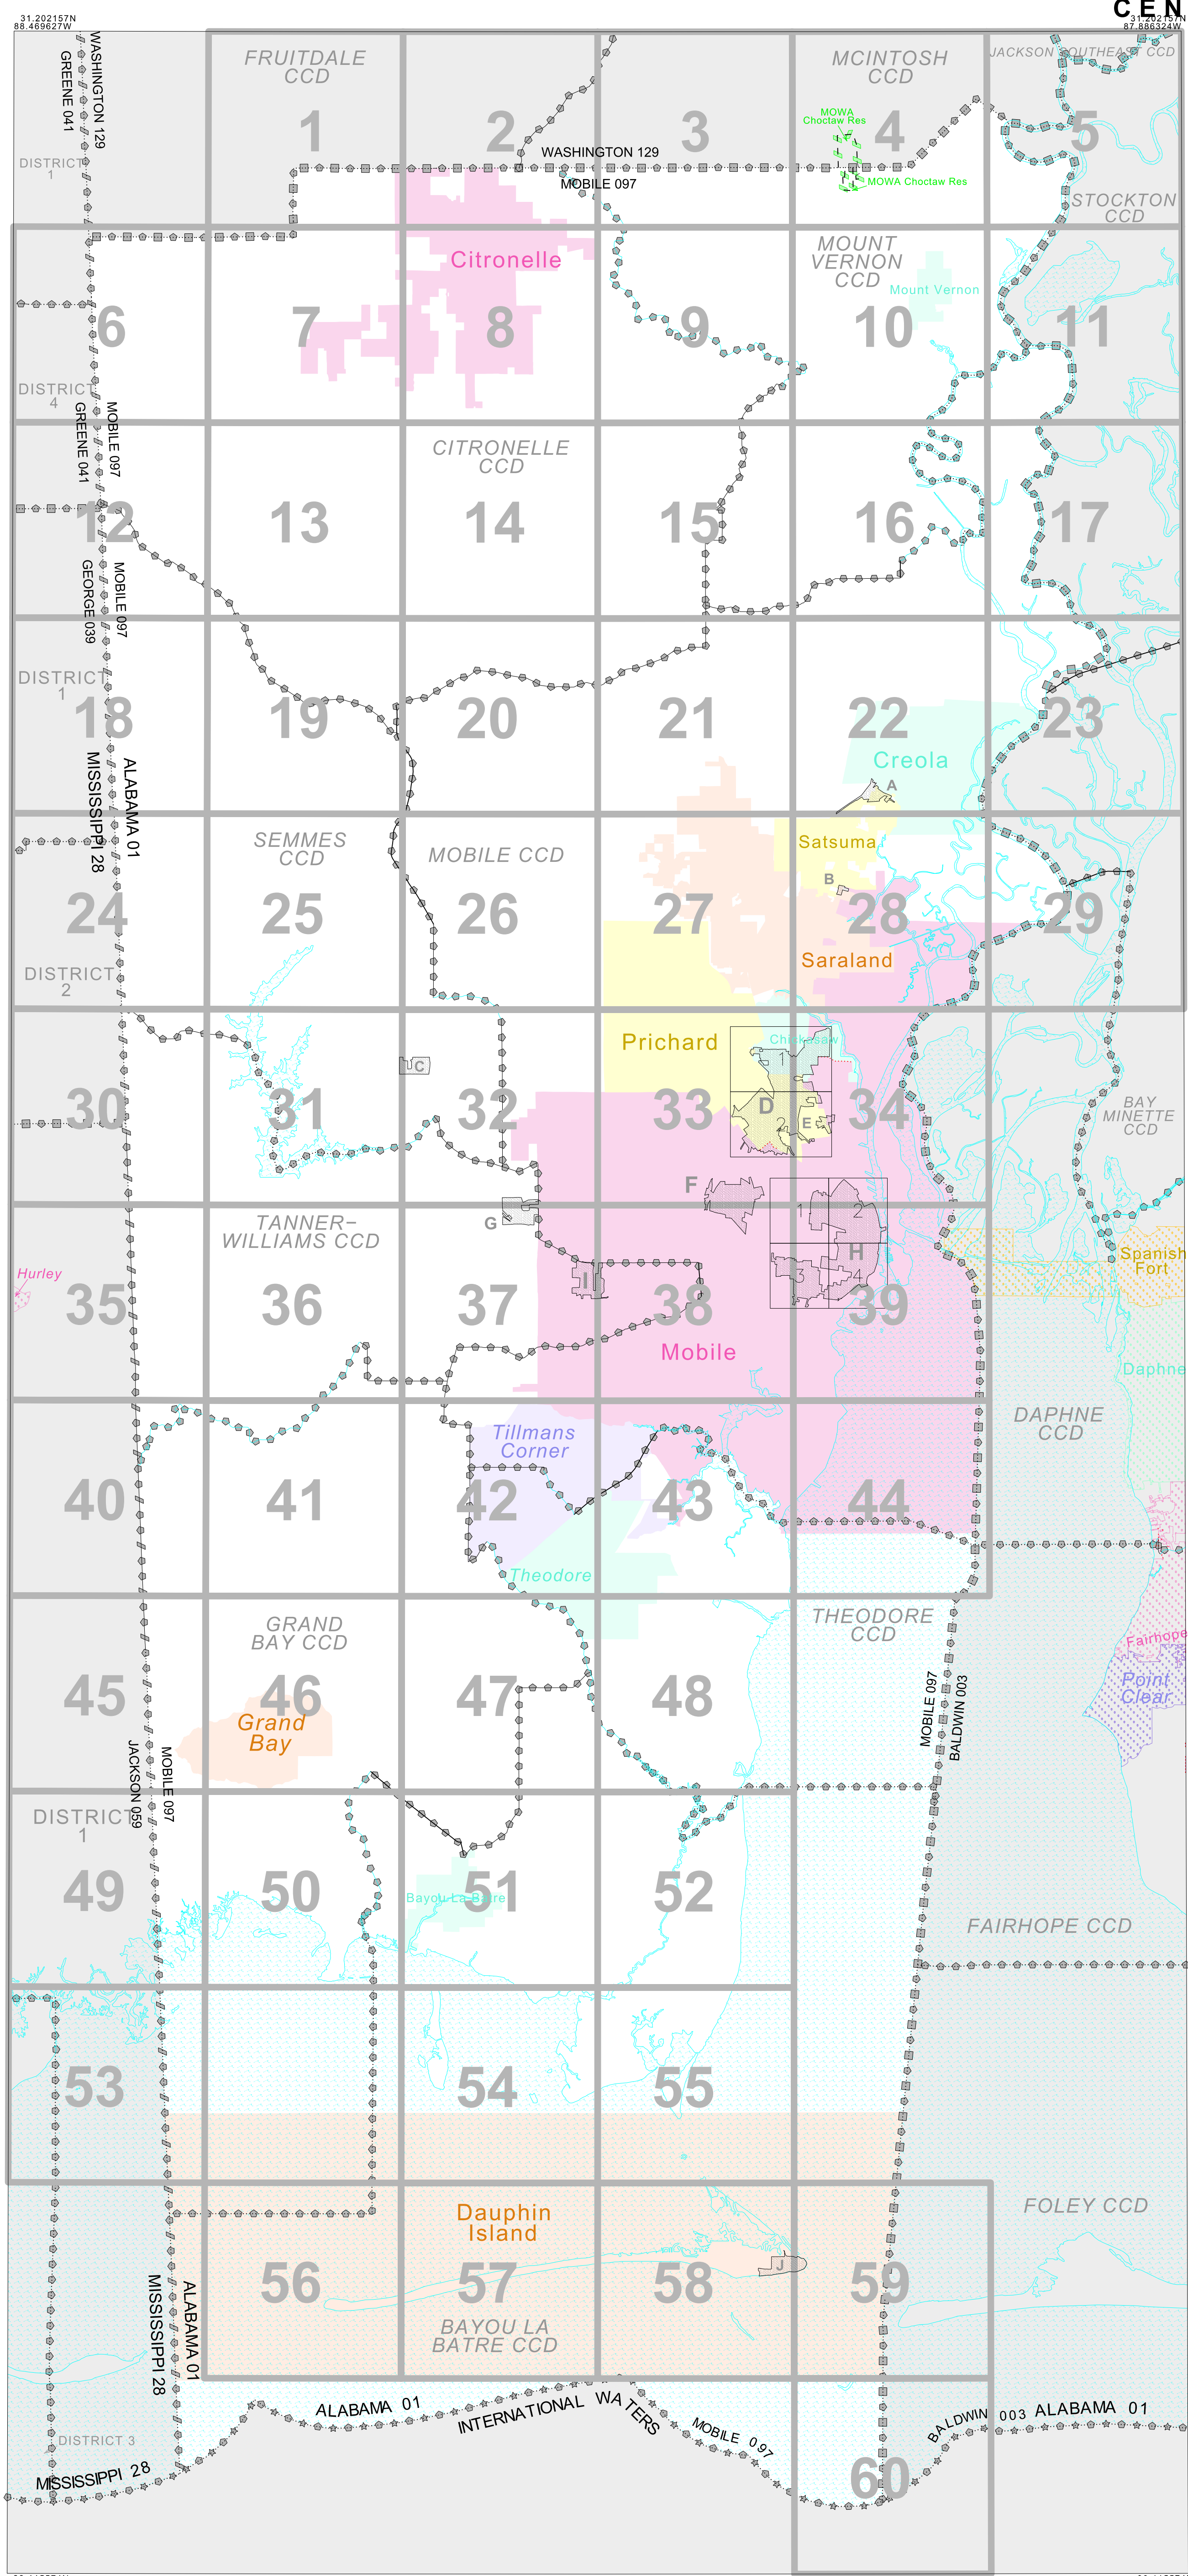 CEN
31.202157N
88.469627W
31.202157N
87.886324W
WASHINGTON 129
GREENE 041
FRUITDALE
CCD
MCINTOSH
CCD
JACKSON SOUTHEAST CCD
1
2
3
4
5
MOWA
Choctaw Res
WASHINGTON 129
MOBILE 097
MOWA Choctaw Res
DISTRICT
1
STOCKTON
CCD
Citronelle
MOUNT
VERNON
CCD
Mount Vernon
6
7
8
9
10
11
DISTRICT
4
MOBILE 097
GREENE 041
CITRONELLE
CCD
12
13
14
15
16
17
MOBILE 097
GEORGE 039
DISTRICT
1
18
19
20
21
22
23
Creola
A
ALABAMA 01
MISSISSIPPI 28
SEMMES
CCD
MOBILE CCD
Satsuma
B
24
25
26
27
28
29
Saraland
DISTRICT
2
Prichard
Chickasaw
1
C
30
31
32
33
34
D
2
E
BAY
MINETTE
CCD
F
G
1
2
H
3
4
I
TANNER–
WILLIAMS CCD
Spanish
Fort
Hurley
35
36
37
38
39
Mobile
Daphne
DAPHNE
CCD
Tillmans
Corner
40
41
42
43
44
Theodore
GRAND
BAY CCD
THEODORE
CCD
Fairhope
Point
Clear
45
46
47
48
Grand
Bay
MOBILE 097
BALDWIN 003
MOBILE 097
JACKSON 059
DISTRICT
1
49
50
51
52
Bayou La Batre
FAIRHOPE CCD
53
54
55
Dauphin
Island
FOLEY CCD
56
57
58
59
J
BAYOU LA
BATRE CCD
ALABAMA 01
MISSISSIPPI 28
ALABAMA 01
INTERNATIONAL WATERS
MOBILE 097
BALDWIN 003
ALABAMA 01
DISTRICT 3
MISSISSIPPI 28
60